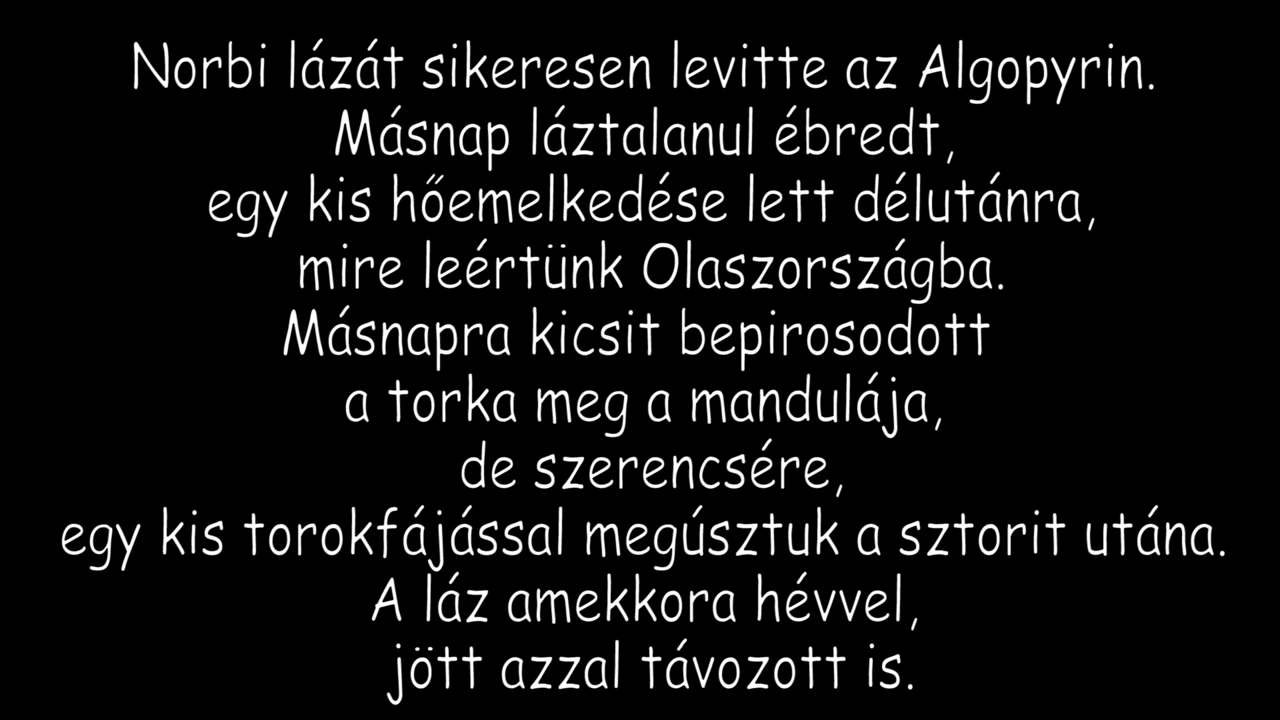 Norbi lázát sikeresen levitte az Algopyrin.
Másnap láztalanul ébredt,
egy kis hőemelkedése lett délutánra,
mire leértünk Olaszországba.
Másnapra kicsit bepirosodott
a torka meg a mandulája,
de szerencsére,
egy kis torokfájással megúsztuk a sztorit utána.
A láz amekkora hévvel,
jött azzal távozott is.